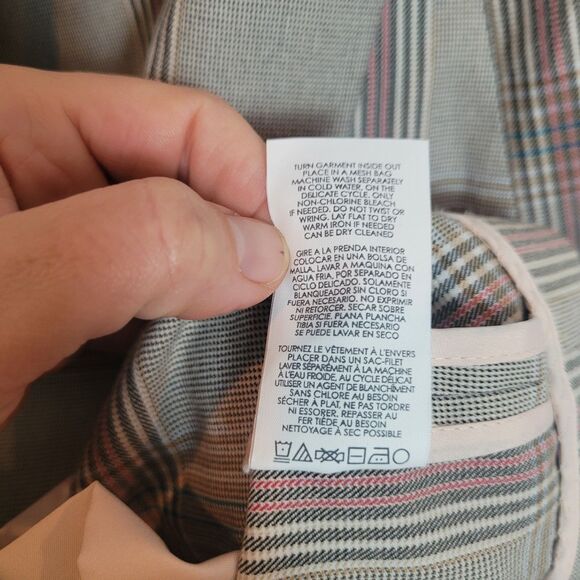 TURN GARMENT INSIDE OUT
PLACE IN A MESH BAG
MACHINE WASH SEPARATELY
IN COLD WATER, ON THE
DELICATE CYCLE. ONLY
NON-CHLORINE BLEACH
IF NEEDED. DO NOT TWIST OR
WRING. LAY FLAT TO DRY
WARM IRON IF NEEDED
CAN BE DRY CLEANED
GIRE A LA PRENDA INTERIOR
COLOCAR EN UNA BOLSA DE
MALLA. LAVAR A MAQUINA CON
AGUA FRIA, POR SEPARADO EN
CICLO DELICADO. SOLAMENTE
BLANQUEADOR SIN CLORO SI
FUERA NECESARIO. NO EXPRIMIR
NI RETORCER. SECAR SOBRE
SUPERFICIE. PLANA PLANCHA
TIBIA SI FUERA NECESARIO
SE PUEDE LAVAR EN SECO
TOURNEZ LE VÊTEMENT À L'ENVERS
PLACER DANS UN SAC-FILET
LAVER SÉPARÉMENT À LA MACHINE
À L'EAU FROIDE, AU CYCLE DÉLICAT
UTILISER UN AGENT DE BLANCHÎMENT
SANS CHLORE AU BESOIN
SÉCHER À PLAT, NE PAS TORDRE
NI ESSORER. REPASSER AU
FER TIÈDE, AU BESOIN
NETTOYAGE À SEC POSSIBLE